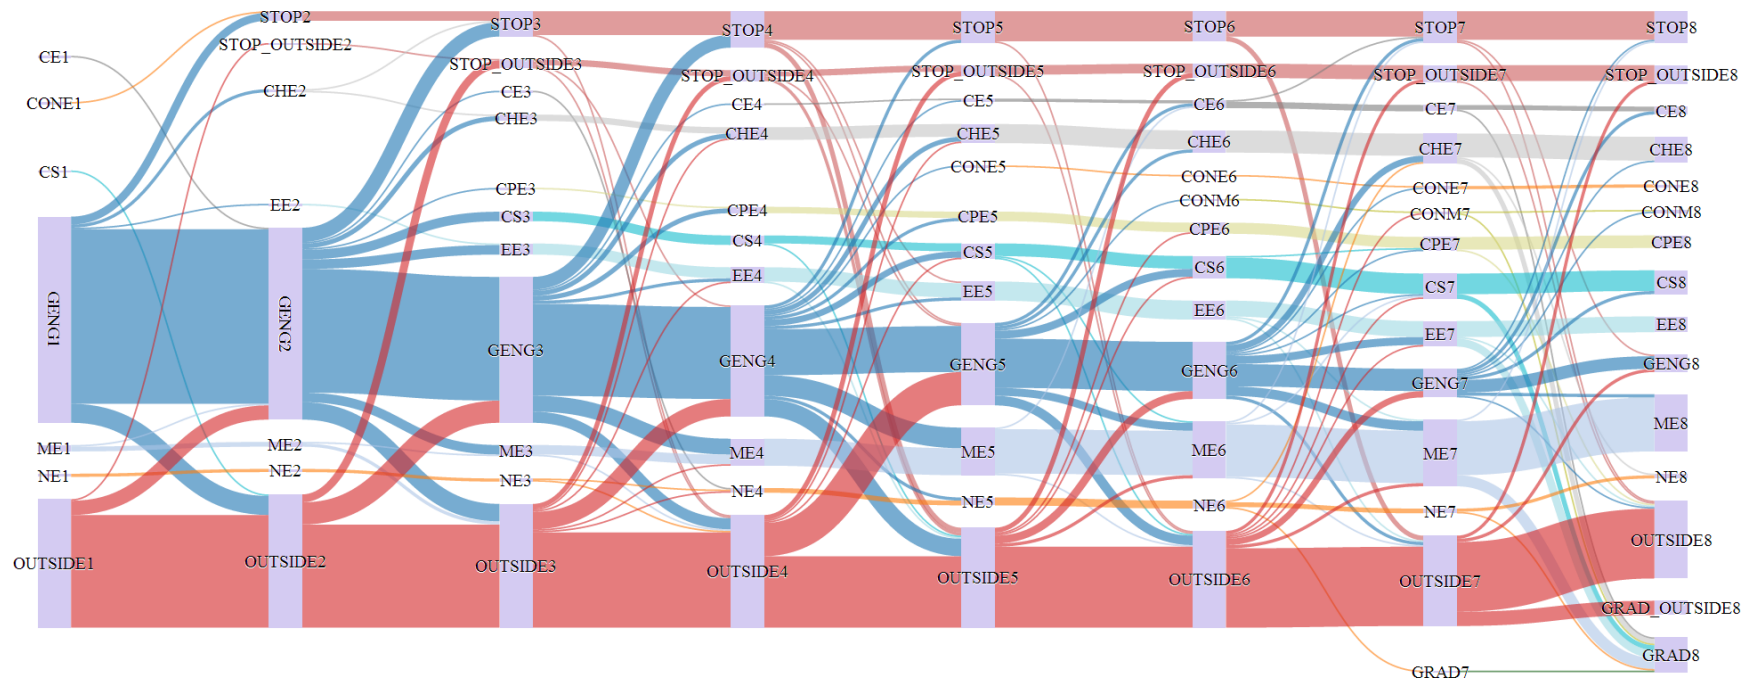 CE1
CONE1
CS1
GENG1
ME1
NE1
OUTSIDE1
STOP2
STOP_OUTSIDE2
CHE2
EE2
GENG2
ME2
NE2
OUTSIDE2
STOP3
STOP_OUTSIDE3
CE3
CHE3
CPE3
CS3
EE3
GENG3
ME3
NE3
OUTSIDE3
STOP4
STOP_OUTSIDE4
CE4
CHE4
CPE4
CS4
EE4
GENG4
ME4
NE4
OUTSIDE4
STOP5
STOP_OUTSIDE5
CE5
CHE5
CONE5
CPE5
CS5
EE5
GENG5
ME5
NE5
OUTSIDE5
STOP6
STOP_OUTSIDE6
CE6
CHE6
CONE6
CONM6
CPE6
CS6
EE6
GENG6
ME6
NE6
OUTSIDE6
STOP7
STOP_OUTSIDE7
CE7
CHE7
CONE7
CONM7
CPE7
CS7
EE7
GENG7
ME7
NE7
OUTSIDE7
GRAD7
STOP8
STOP_OUTSIDE8
CE8
CHE8
CONE8
CONM8
CPE8
CS8
EE8
GENG8
ME8
NE8
OUTSIDE8
GRAD_OUTSIDE8
GRAD8